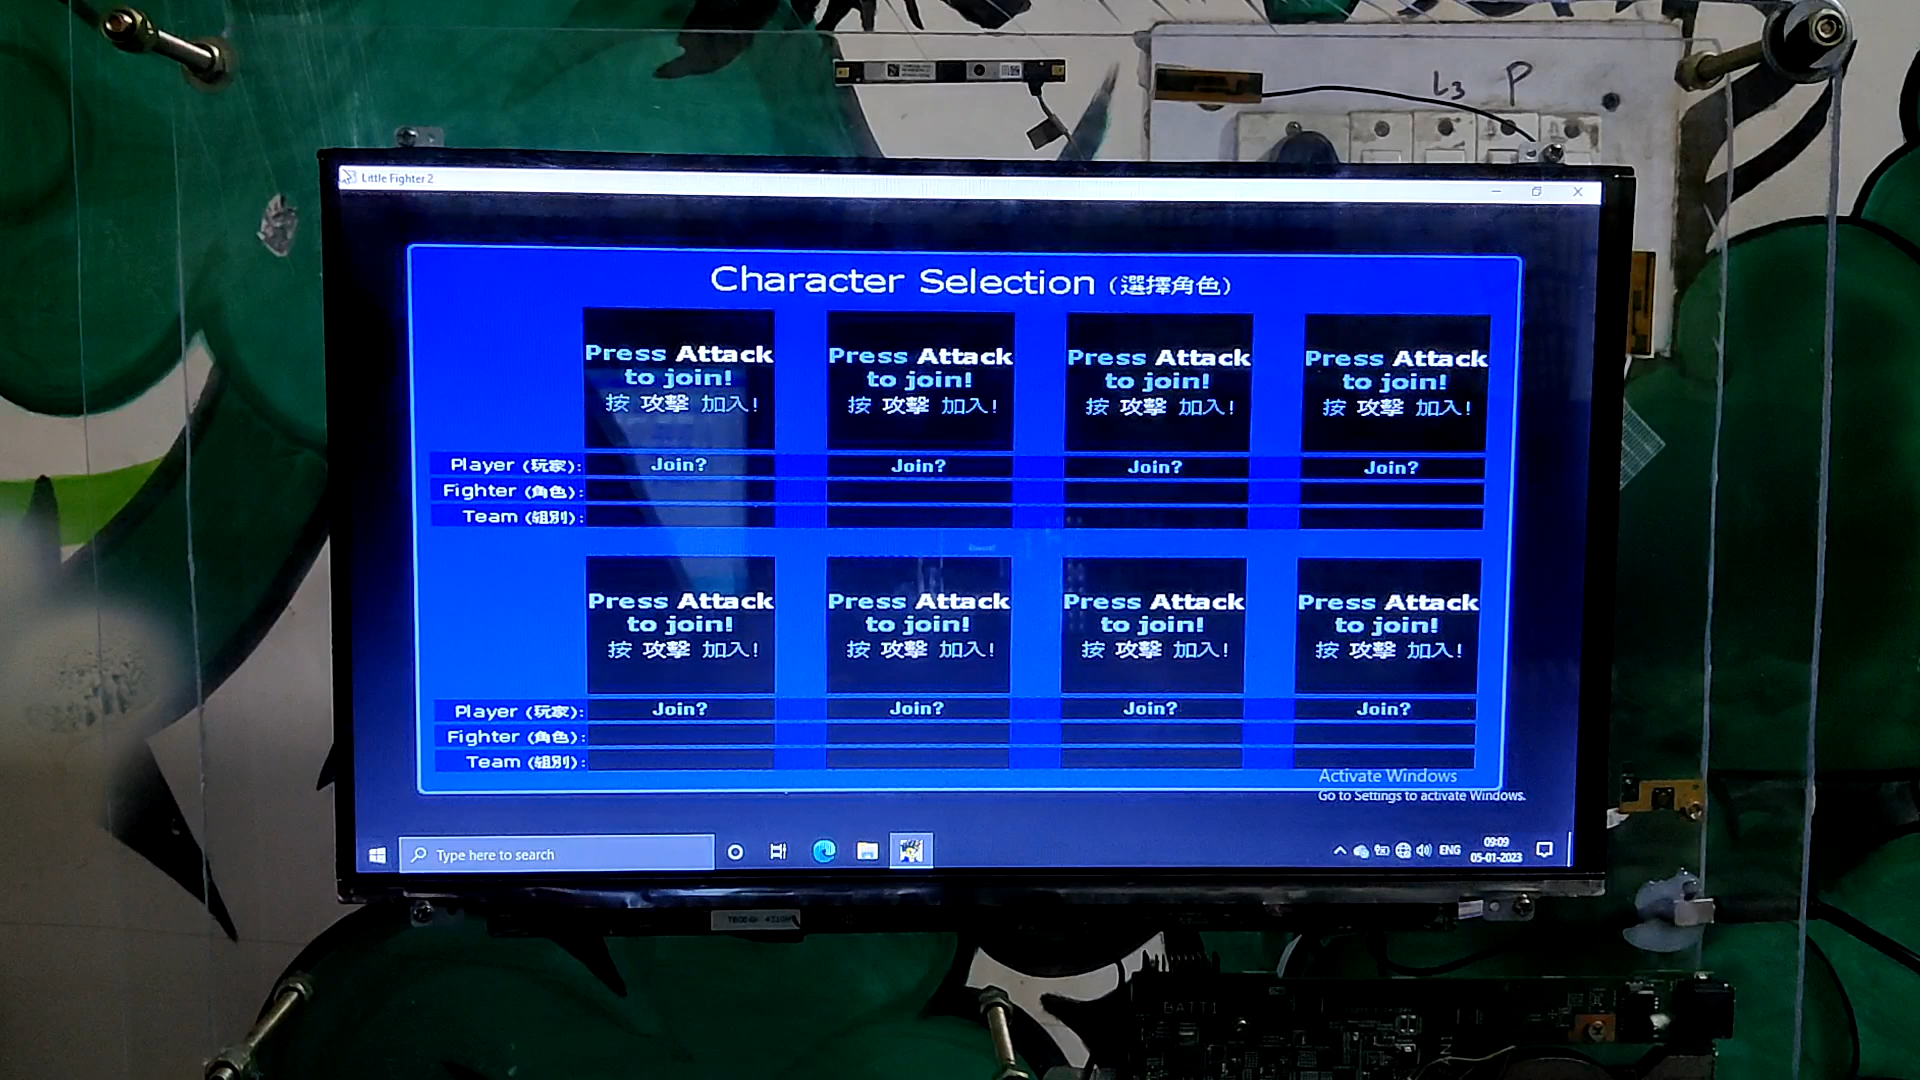 L3 P
Little Fighter 2
Character Selection (選擇角色)
Press Attack to join! 按 攻擊 加入!
Press Attack to join! 按 攻擊 加入!
Press Attack to join! 按 攻擊 加入!
Press Attack to join! 按 攻擊 加入!
Player (玩家): Join? Join? Join? Join?
Fighter (角色):
Team (組別):
Press Attack to join! 按 攻擊 加入!
Press Attack to join! 按 攻擊 加入!
Press Attack to join! 按 攻擊 加入!
Press Attack to join! 按 攻擊 加入!
Player (玩家): Join? Join? Join? Join?
Fighter (角色):
Team (組別):
Activate Windows
Go to Settings to activate Windows.
Type here to search
ENG
09:09
05-01-2023
BATT1